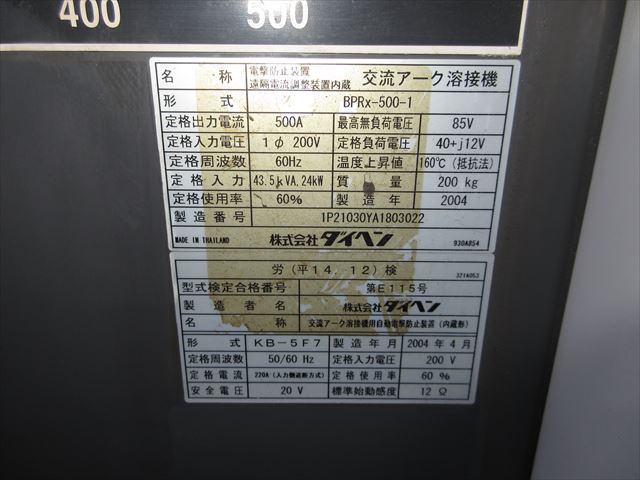 400 500
名称 電撃防止装置 遠隔電流調整装置内蔵 交流アーク溶接機
形式 BPRx-500-1
定格出力電流 500A 最高無負荷電圧 85V
定格入力電圧 1φ 200V 定格負荷電圧 40+j12V
定格周波数 60Hz 温度上昇値 160℃ (抵抗法)
定格入力 43.5kVA.24kW 質量 200 kg
定格使用率 60% 製造年 2004
製造番号 1P21030YA1803022
MADE IN THAILAND 株式会社 ダイヘン 930A854
労(平14.12)検 321A053
型式検定合格番号 第E115号
製造者名 株式会社 ダイヘン
名称 交流アーク溶接機用自動電撃防止装置(内蔵形)
形式 KB-5F7 製造年月 2004年4月
定格周波数 50/60 Hz 定格入力電圧 200 V
定格電流 220A (入力側遮断方式) 定格使用率 60 %
安全電圧 20 V 標準始動感度 12 Ω